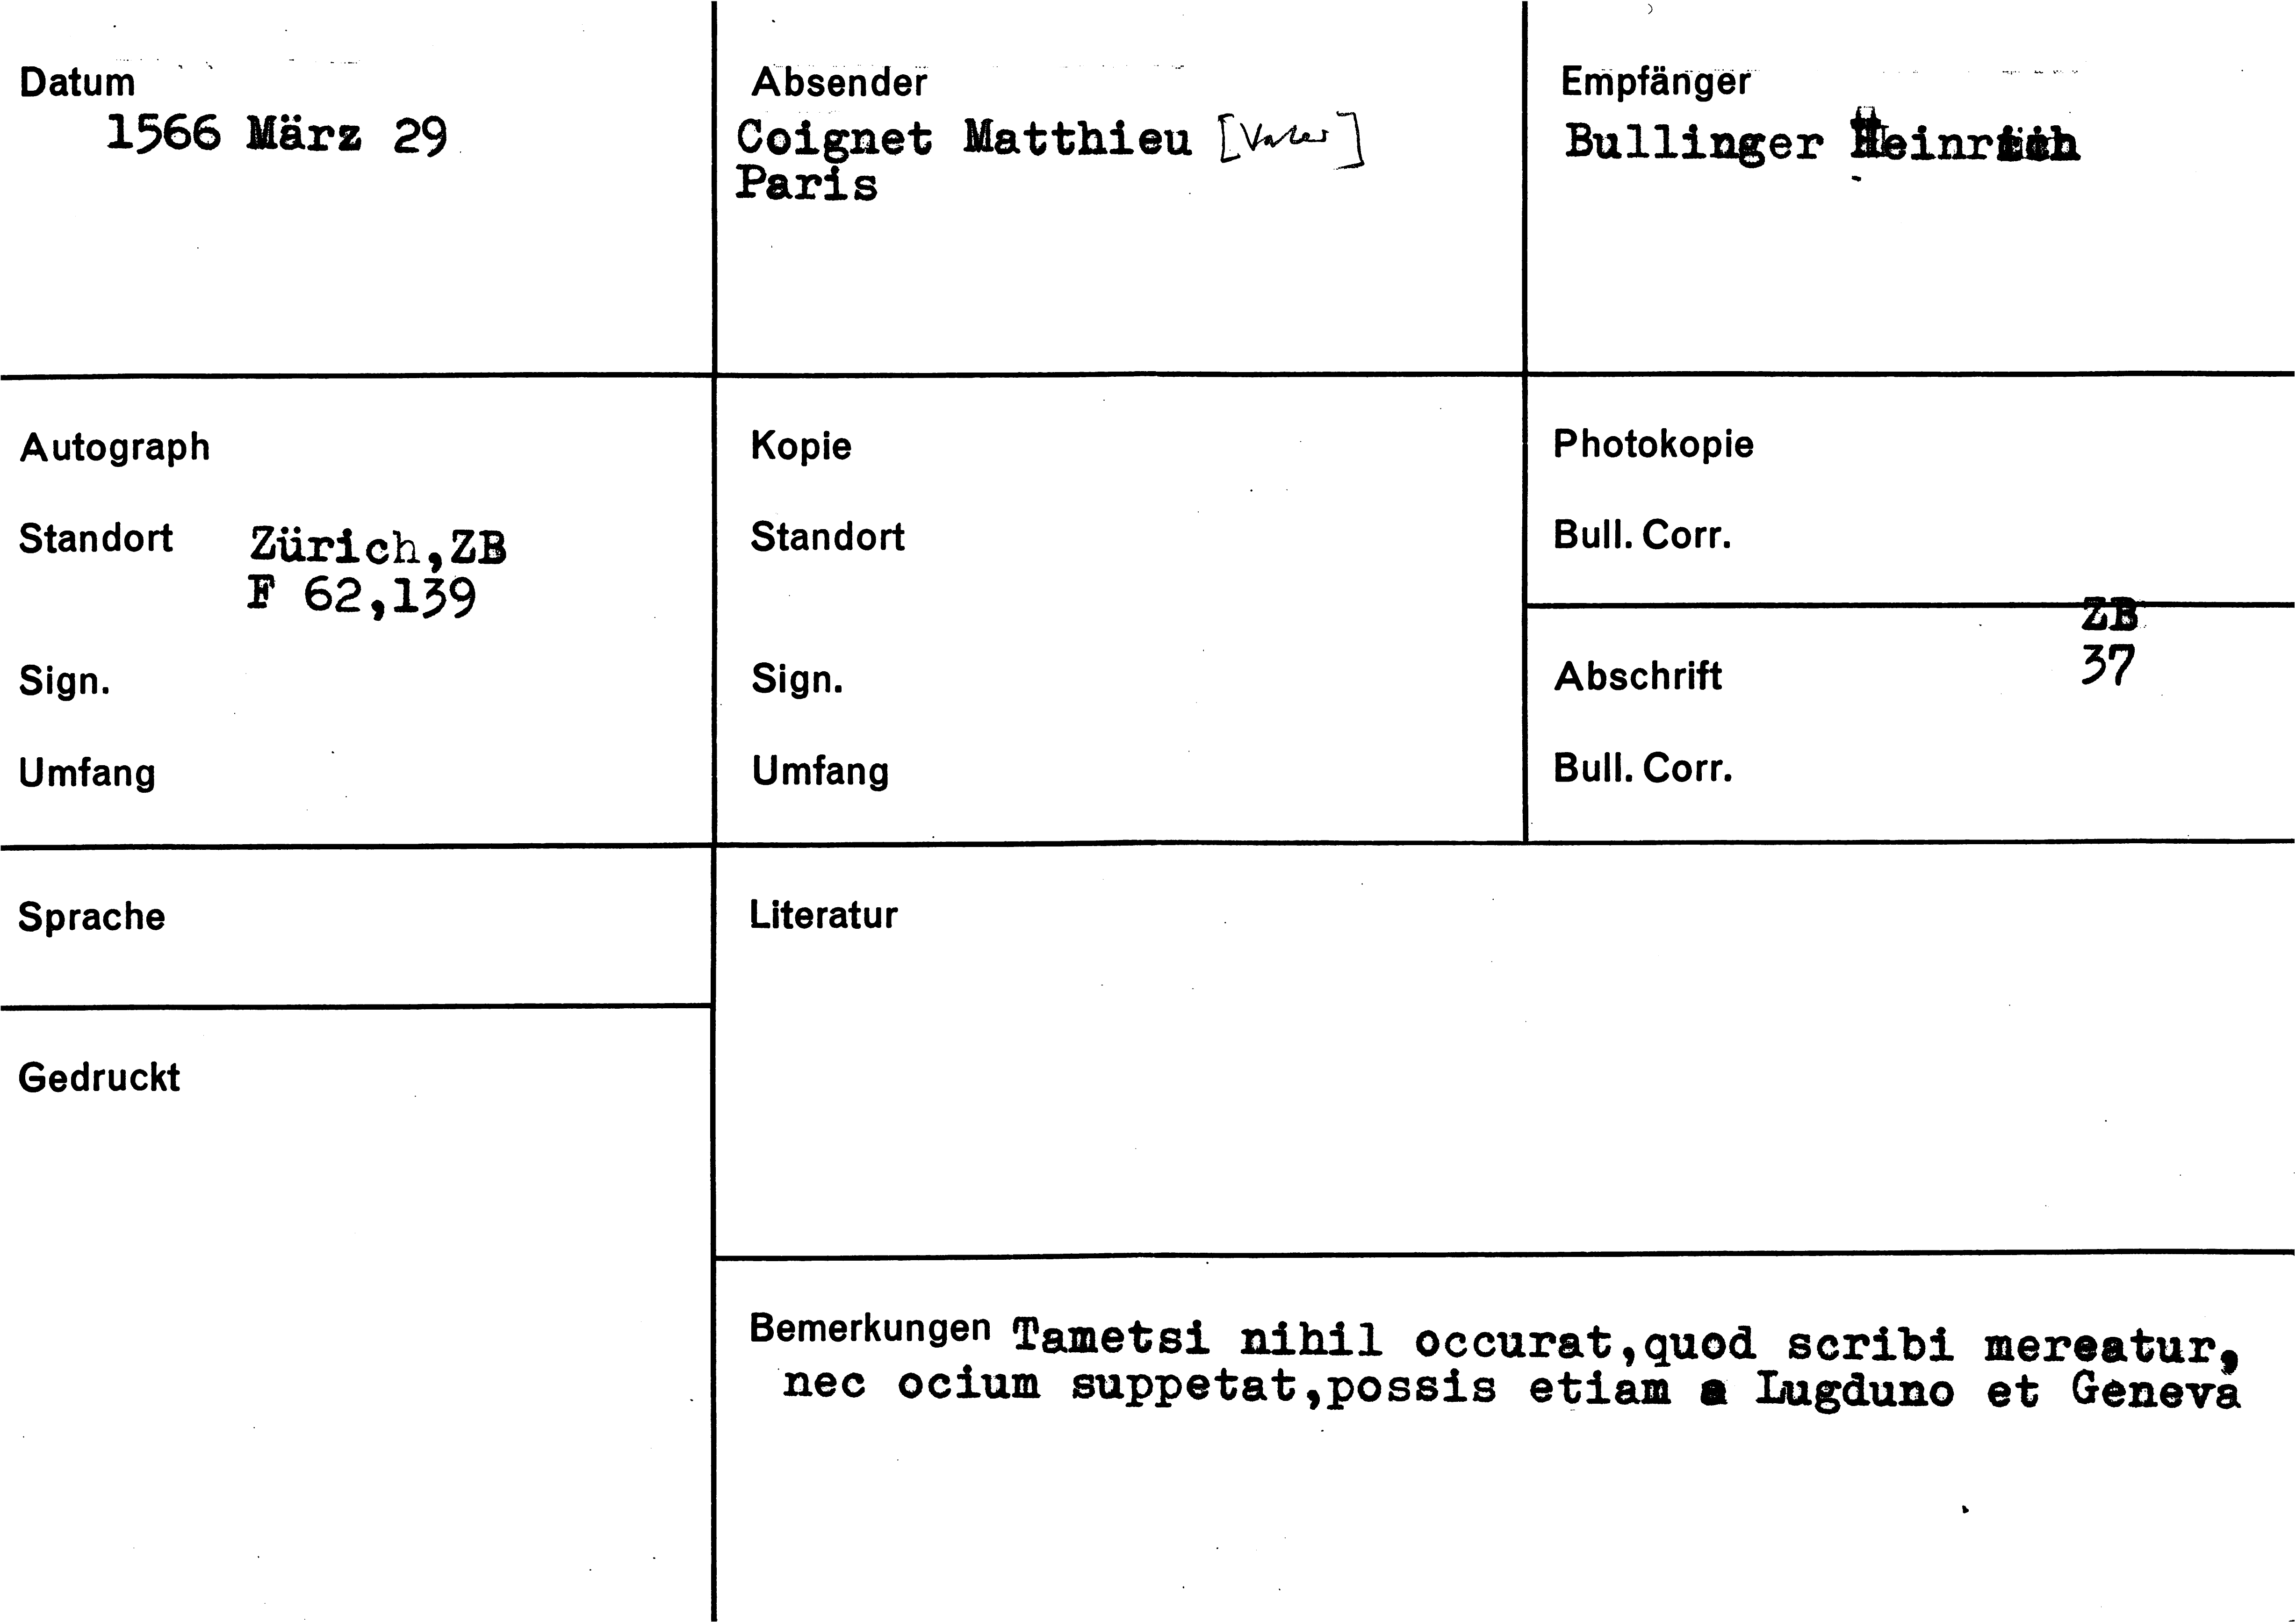 Datum
1566 März 29
Absender
Coignet Matthieu [Vater]
Paris
Empfänger
Bullinger Heinrich
Autograph
Standort Zürich,ZB
F 62,139
Sign.
Umfang
Kopie
Standort
Sign.
Umfang
Photokopie
Bull. Corr.
ZB
Abschrift 37
Bull. Corr.
Sprache
Gedruckt
Literatur
Bemerkungen Tametsi nihil occurat,quod scribi mereatur,
nec ocium suppetat,possis etiam a Lugduno et Geneva